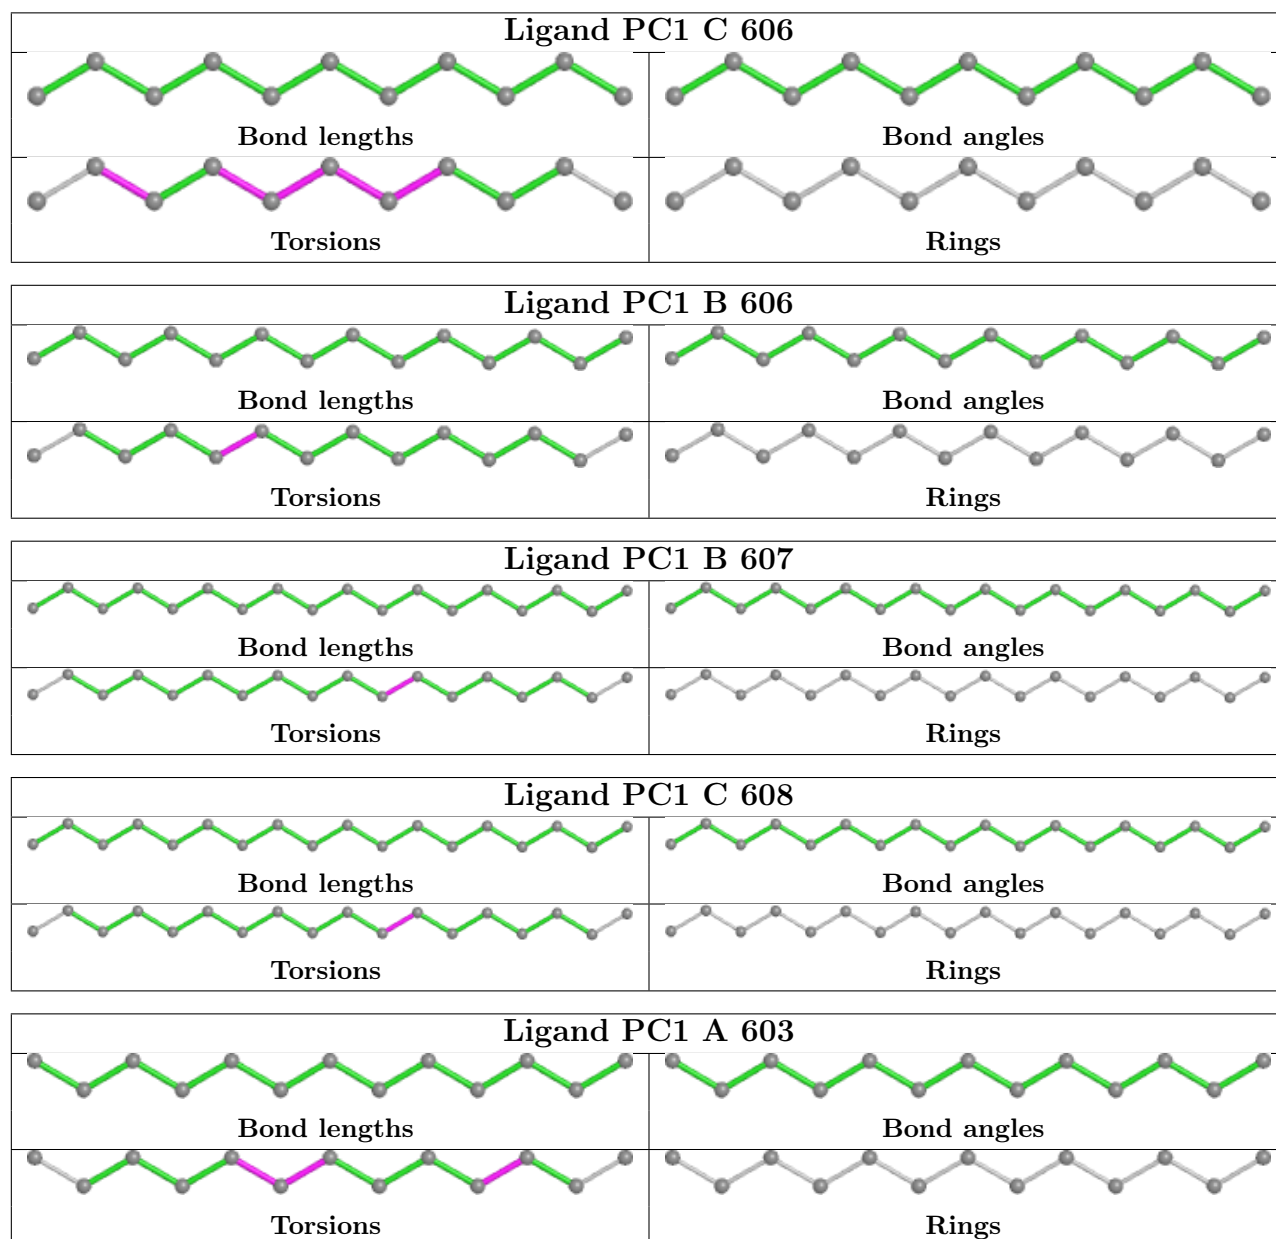 Ligand PC1 C 606
Bond lengths
Bond angles
Torsions
Rings
Ligand PC1 B 606
Bond lengths
Bond angles
Torsions
Rings
Ligand PC1 B 607
Bond lengths
Bond angles
Torsions
Rings
Ligand PC1 C 608
Bond lengths
Bond angles
Torsions
Rings
Ligand PC1 A 603
Bond lengths
Bond angles
Torsions
Rings